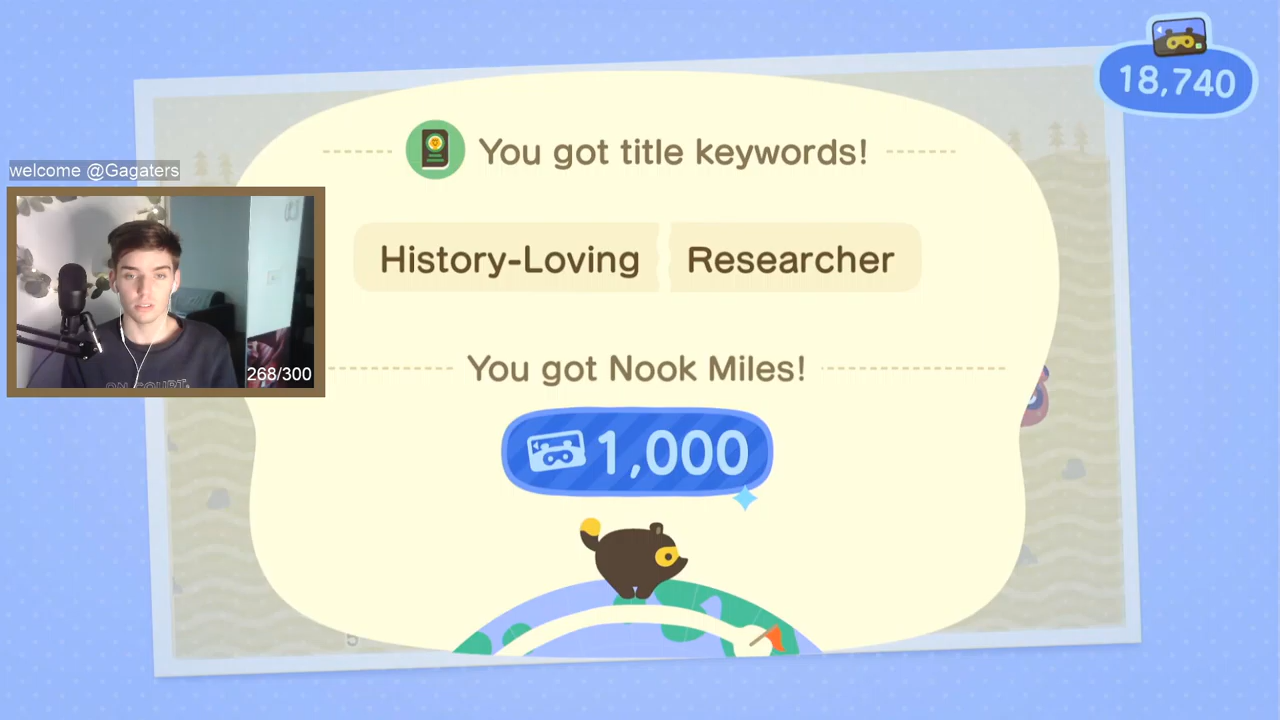 18,740
You got title keywords!
welcome @Gagaters
History-Loving Researcher
268/300
You got Nook Miles!
1,000
5